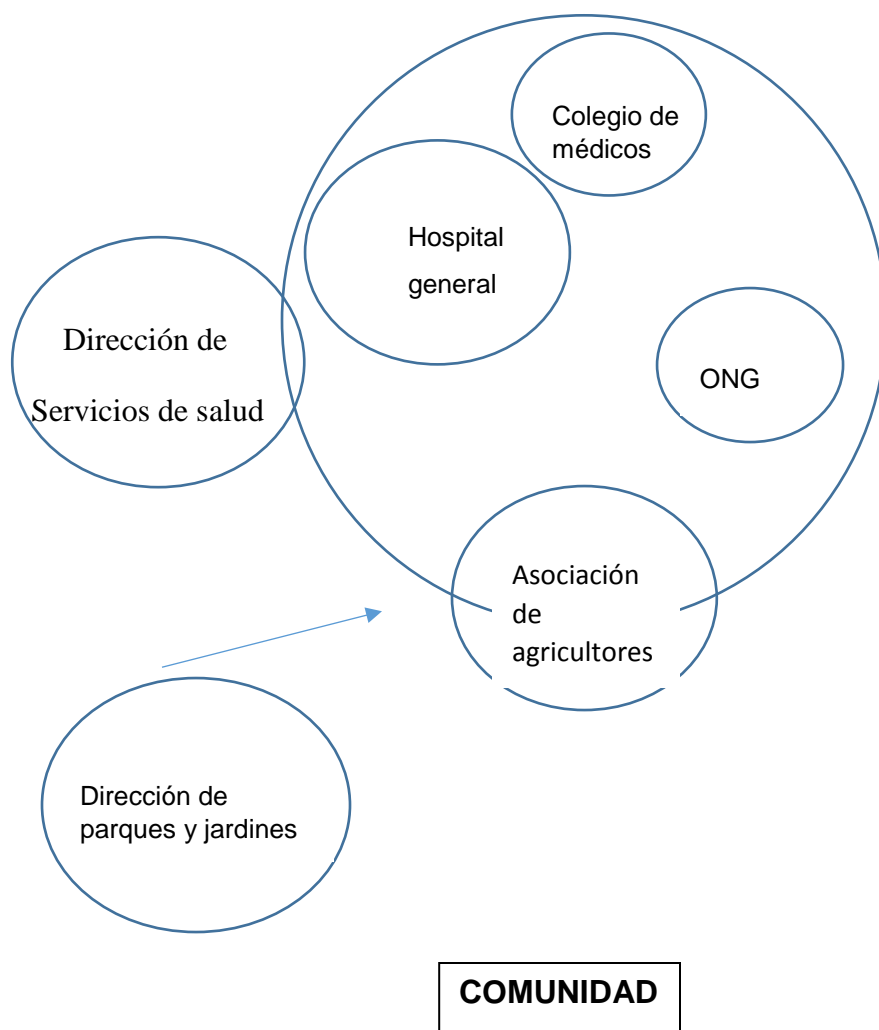 Colegio de
médicos
Hospital
general
Dirección de
Servicios de salud
ONG
Asociación
de
agricultores
Dirección de
parques y jardines
COMUNIDAD